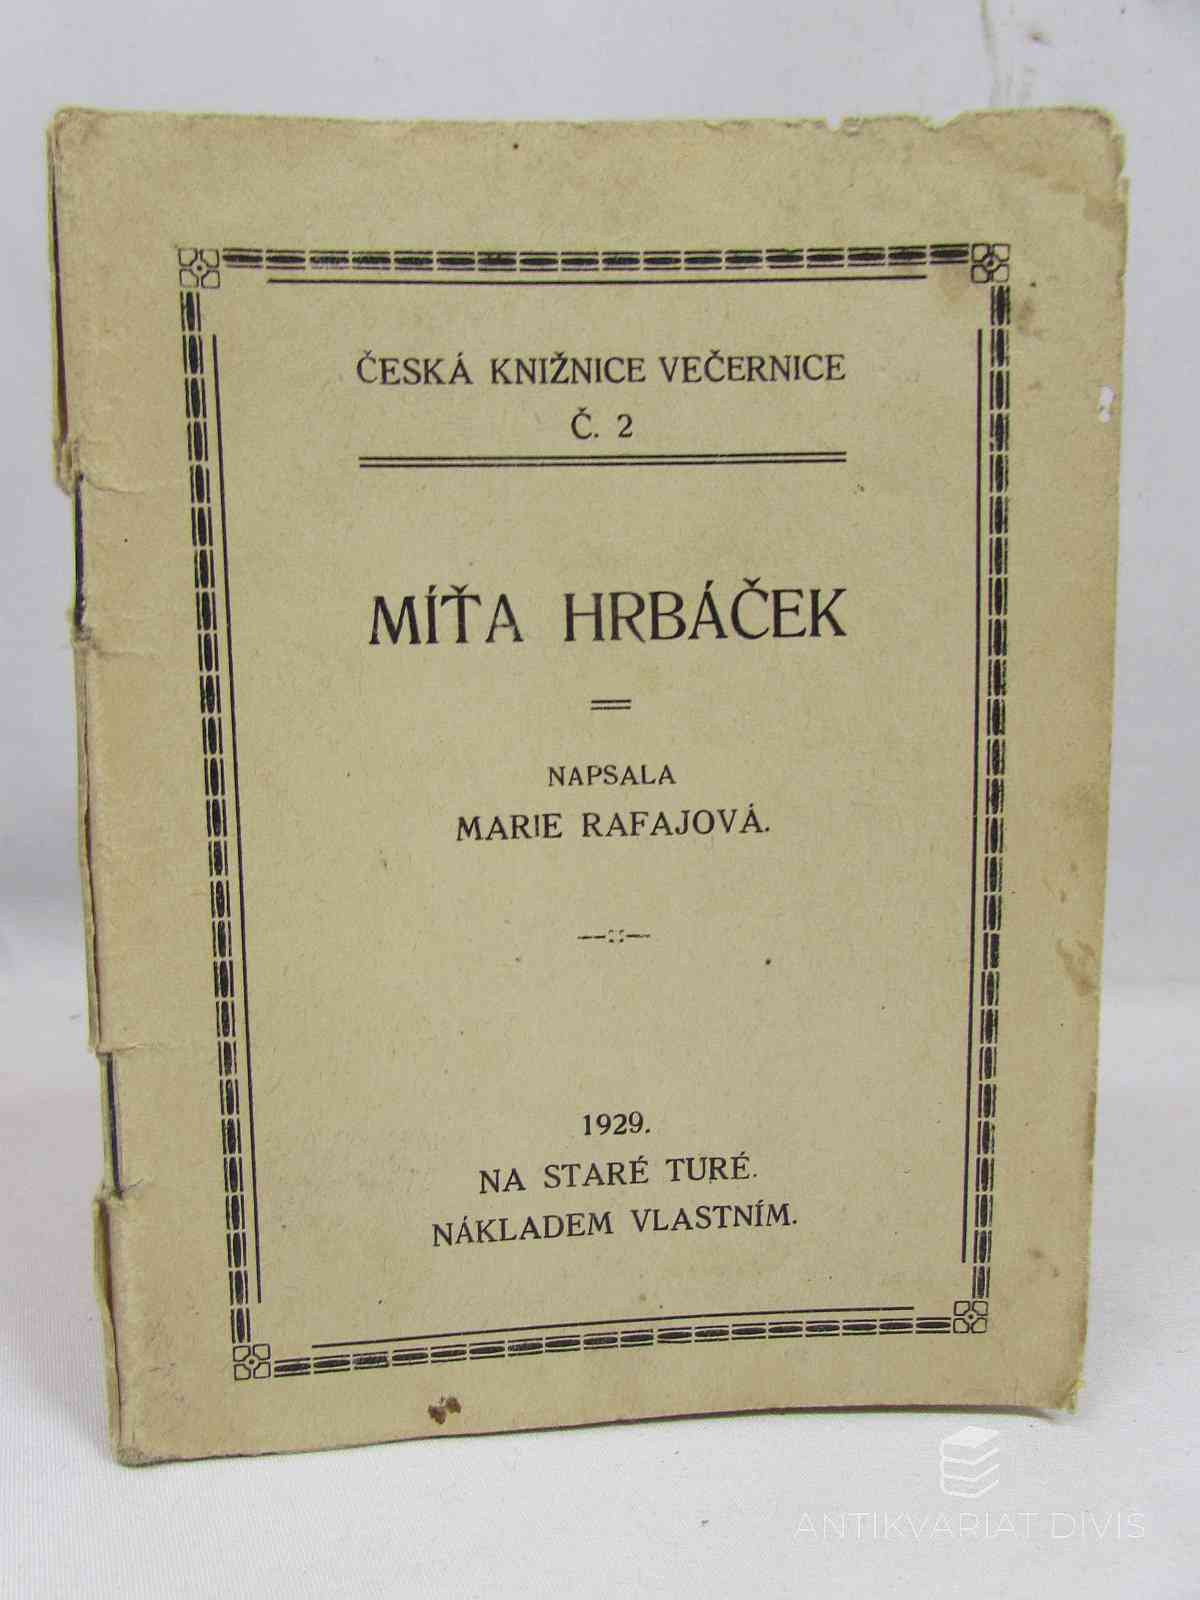 ČESKÁ KNIŽNICE VEČERNICE
Č. 2
MÍŤA HRBÁČEK
NAPSALA
MARIE RAFAJOVÁ.
1929.
NA STARÉ TURÉ.
NÁKLADEM VLASTNÍM.
ANTIKVARIAT DIVIŠ